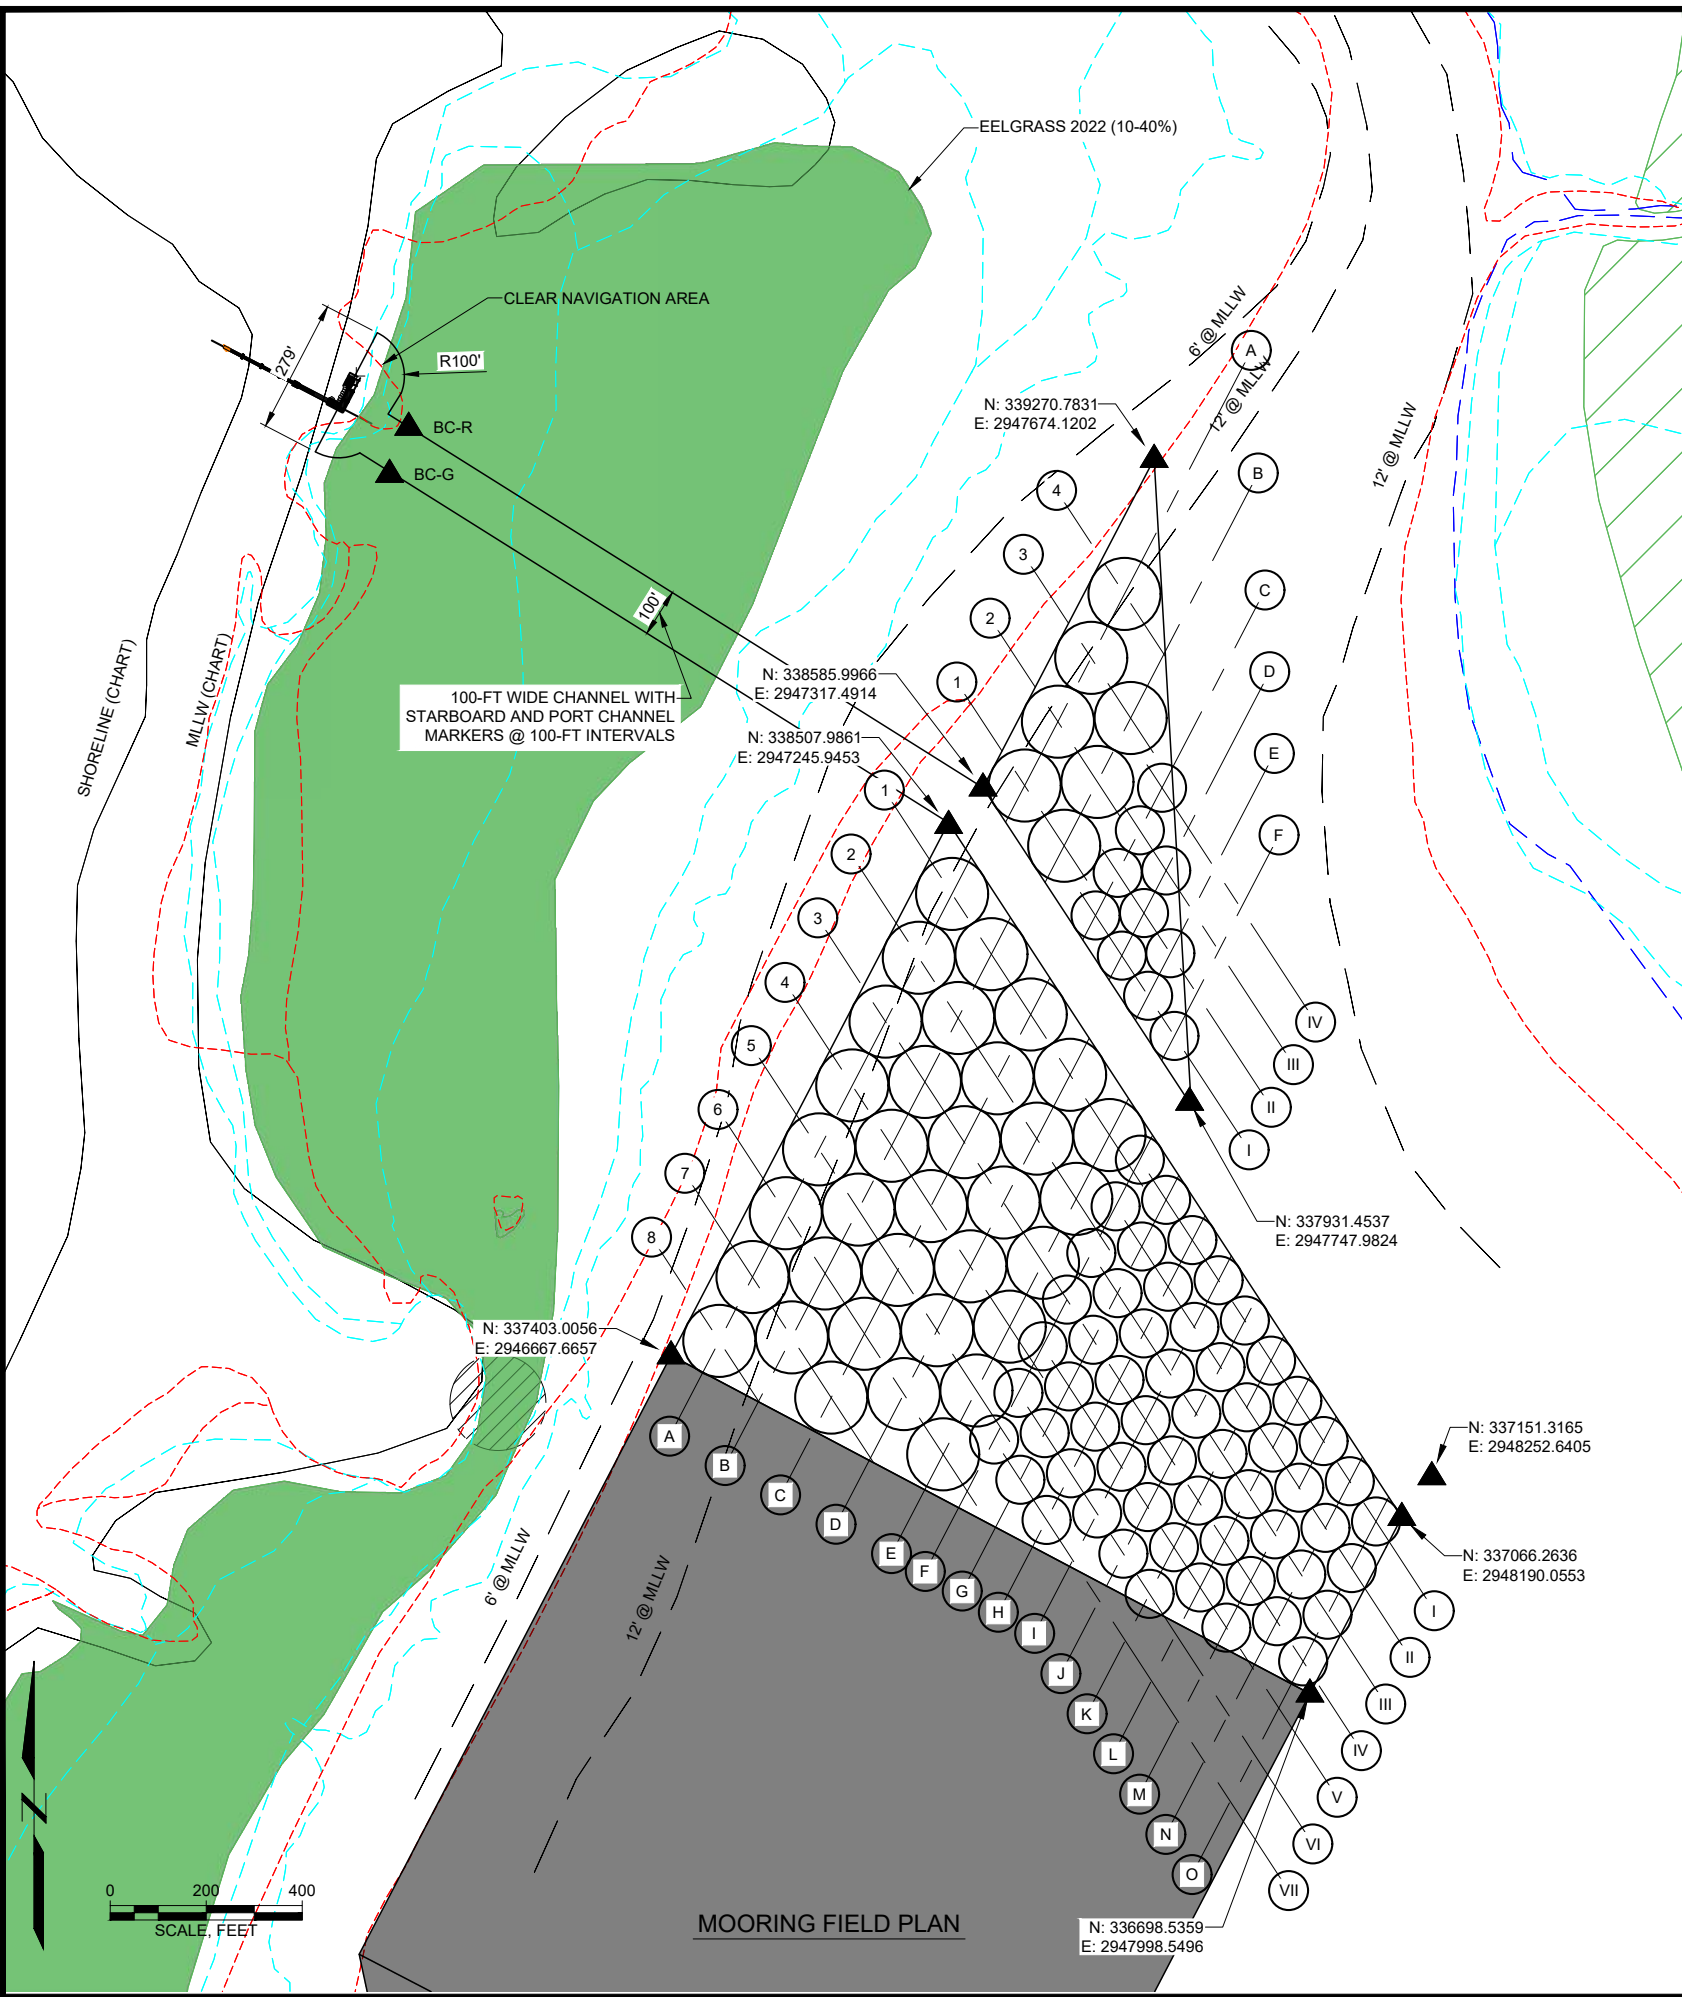 EELGRASS 2022 (10-40%)
CLEAR NAVIGATION AREA
279'
R100'
BC-R
BC-G
6' @ MLLW
12' @ MLLW
12' @ MLLW
A
N: 339270.7831
E: 2947674.1202
B
4
3
C
2
D
1
E
F
100'
SHORELINE (CHART)
MLLW (CHART)
100-FT WIDE CHANNEL WITH
STARBOARD AND PORT CHANNEL
MARKERS @ 100-FT INTERVALS
N: 338585.9966
E: 2947317.4914
N: 338507.9861
E: 2947245.9453
1
2
3
4
5
6
7
8
IV
III
II
I
N: 337931.4537
E: 2947747.9824
N: 337403.0056
E: 2946667.6657
A
B
C
D
E
F
G
H
I
J
K
L
M
N
O
N: 337151.3165
E: 2948252.6405
N: 337066.2636
E: 2948190.0553
I
II
III
IV
V
VI
VII
6' @ MLLW
12' @ MLLW
N
0 200 400
SCALE, FEET
MOORING FIELD PLAN
N: 336698.5359
E: 2947998.5496